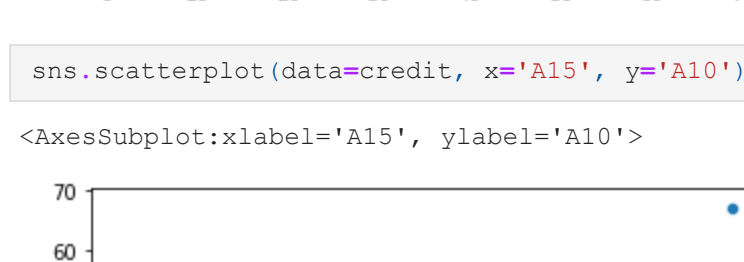 sns.scatterplot(data=credit, x='A15', y='A10')
<AxesSubplot:xlabel='A15', ylabel='A10'>
70
60